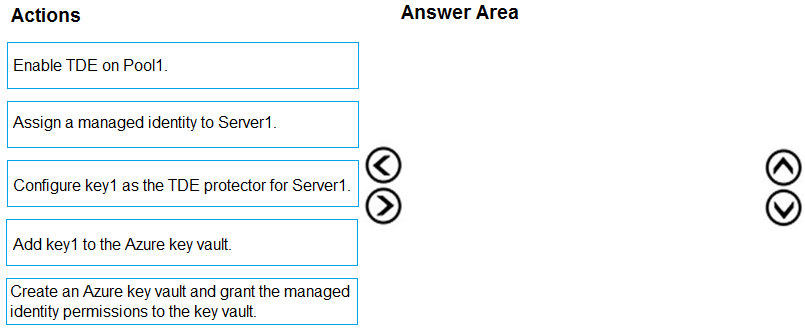 Actions
Answer Area
Enable TDE on Pool1.
Assign a managed identity to Server1.
Configure key1 as the TDE protector for Server1.
Add key1 to the Azure key vault.
Create an Azure key vault and grant the managed
identity permissions to the key vault.